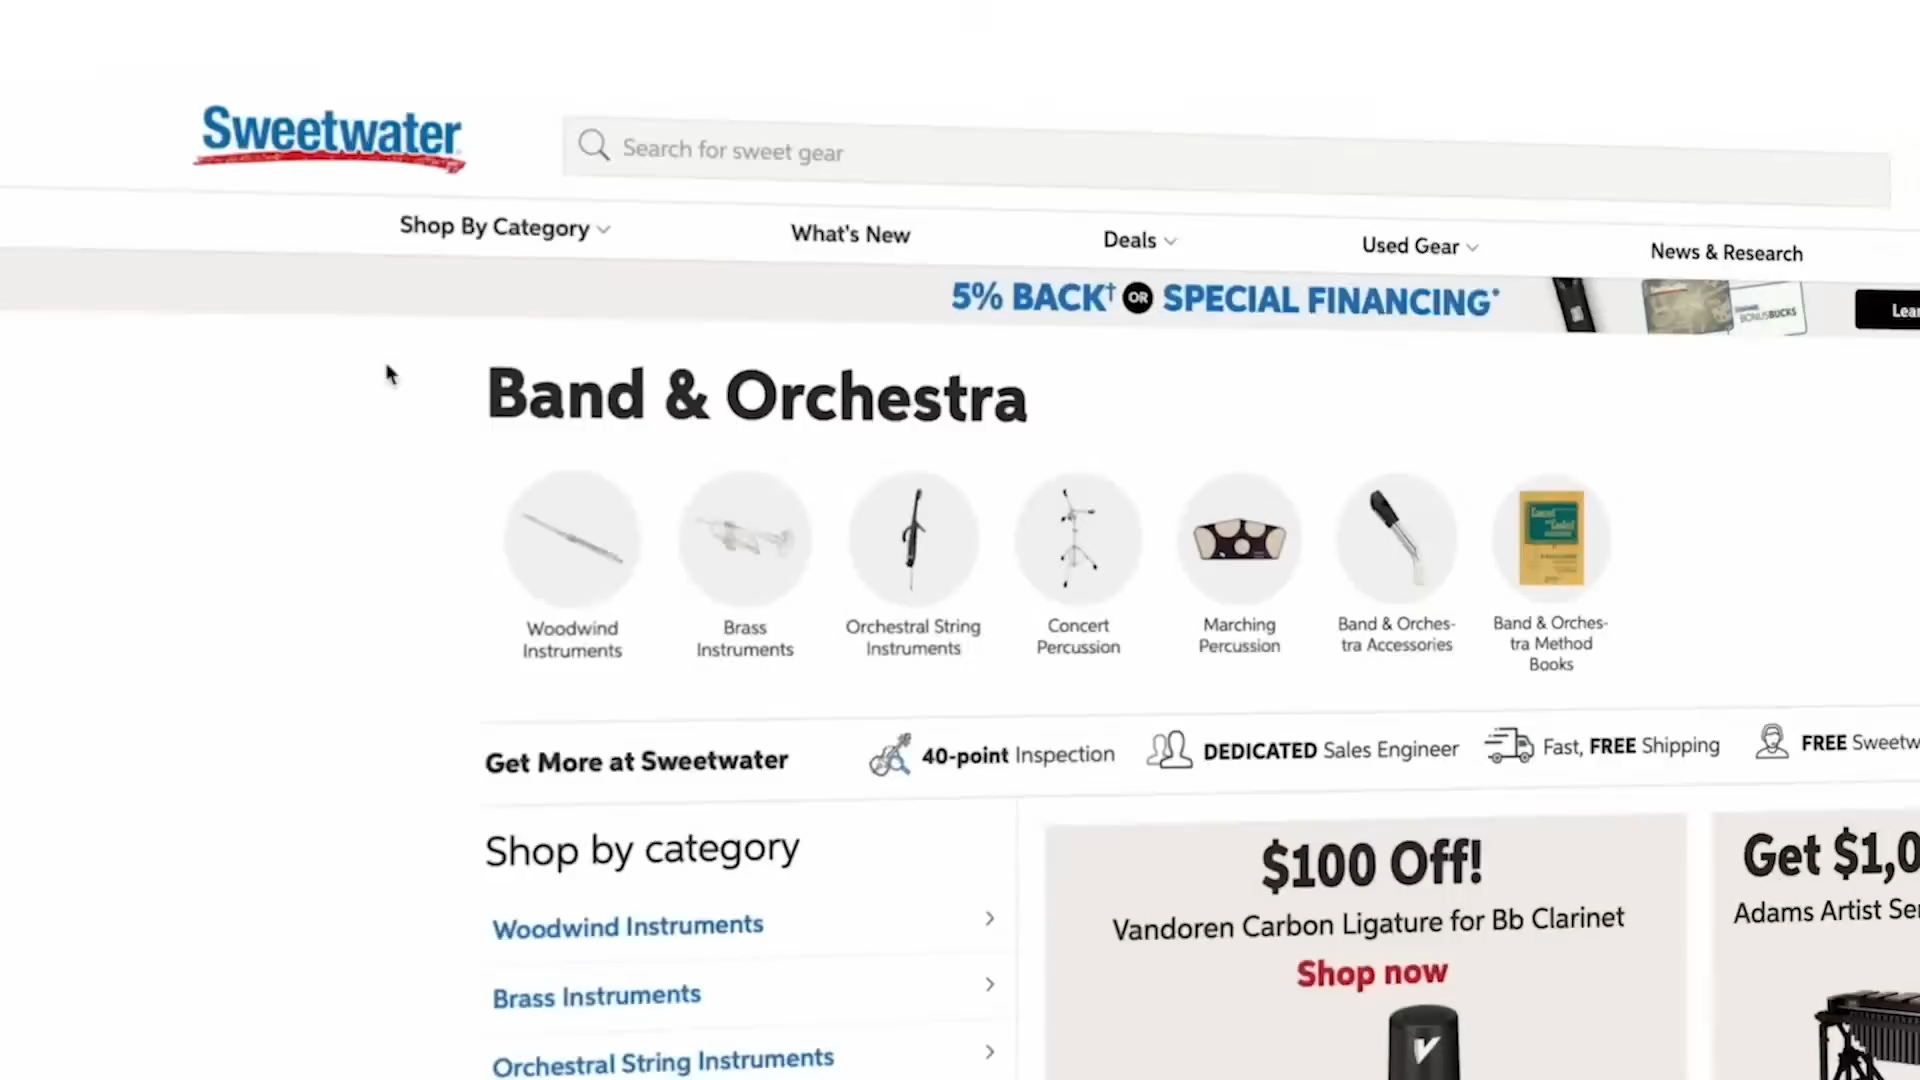 Sweetwater
Search for sweet gear
Shop By Category
What's New
Deals
Used Gear
News & Research
5% BACK† OR SPECIAL FINANCING*
BONUSBUCKS
Band & Orchestra
Woodwind
Instruments
Brass
Instruments
Orchestral String
Instruments
Concert
Percussion
Marching
Percussion
Band & Orches-
tra Accessories
Band & Orches-
tra Method
Books
Get More at Sweetwater
40-point Inspection
DEDICATED Sales Engineer
Fast, FREE Shipping
FREE
Shop by category
Woodwind Instruments
Brass Instruments
Orchestral String Instruments
$100 Off!
Vandoren Carbon Ligature for Bb Clarinet
Shop now
Get $1,0
Adams Artist